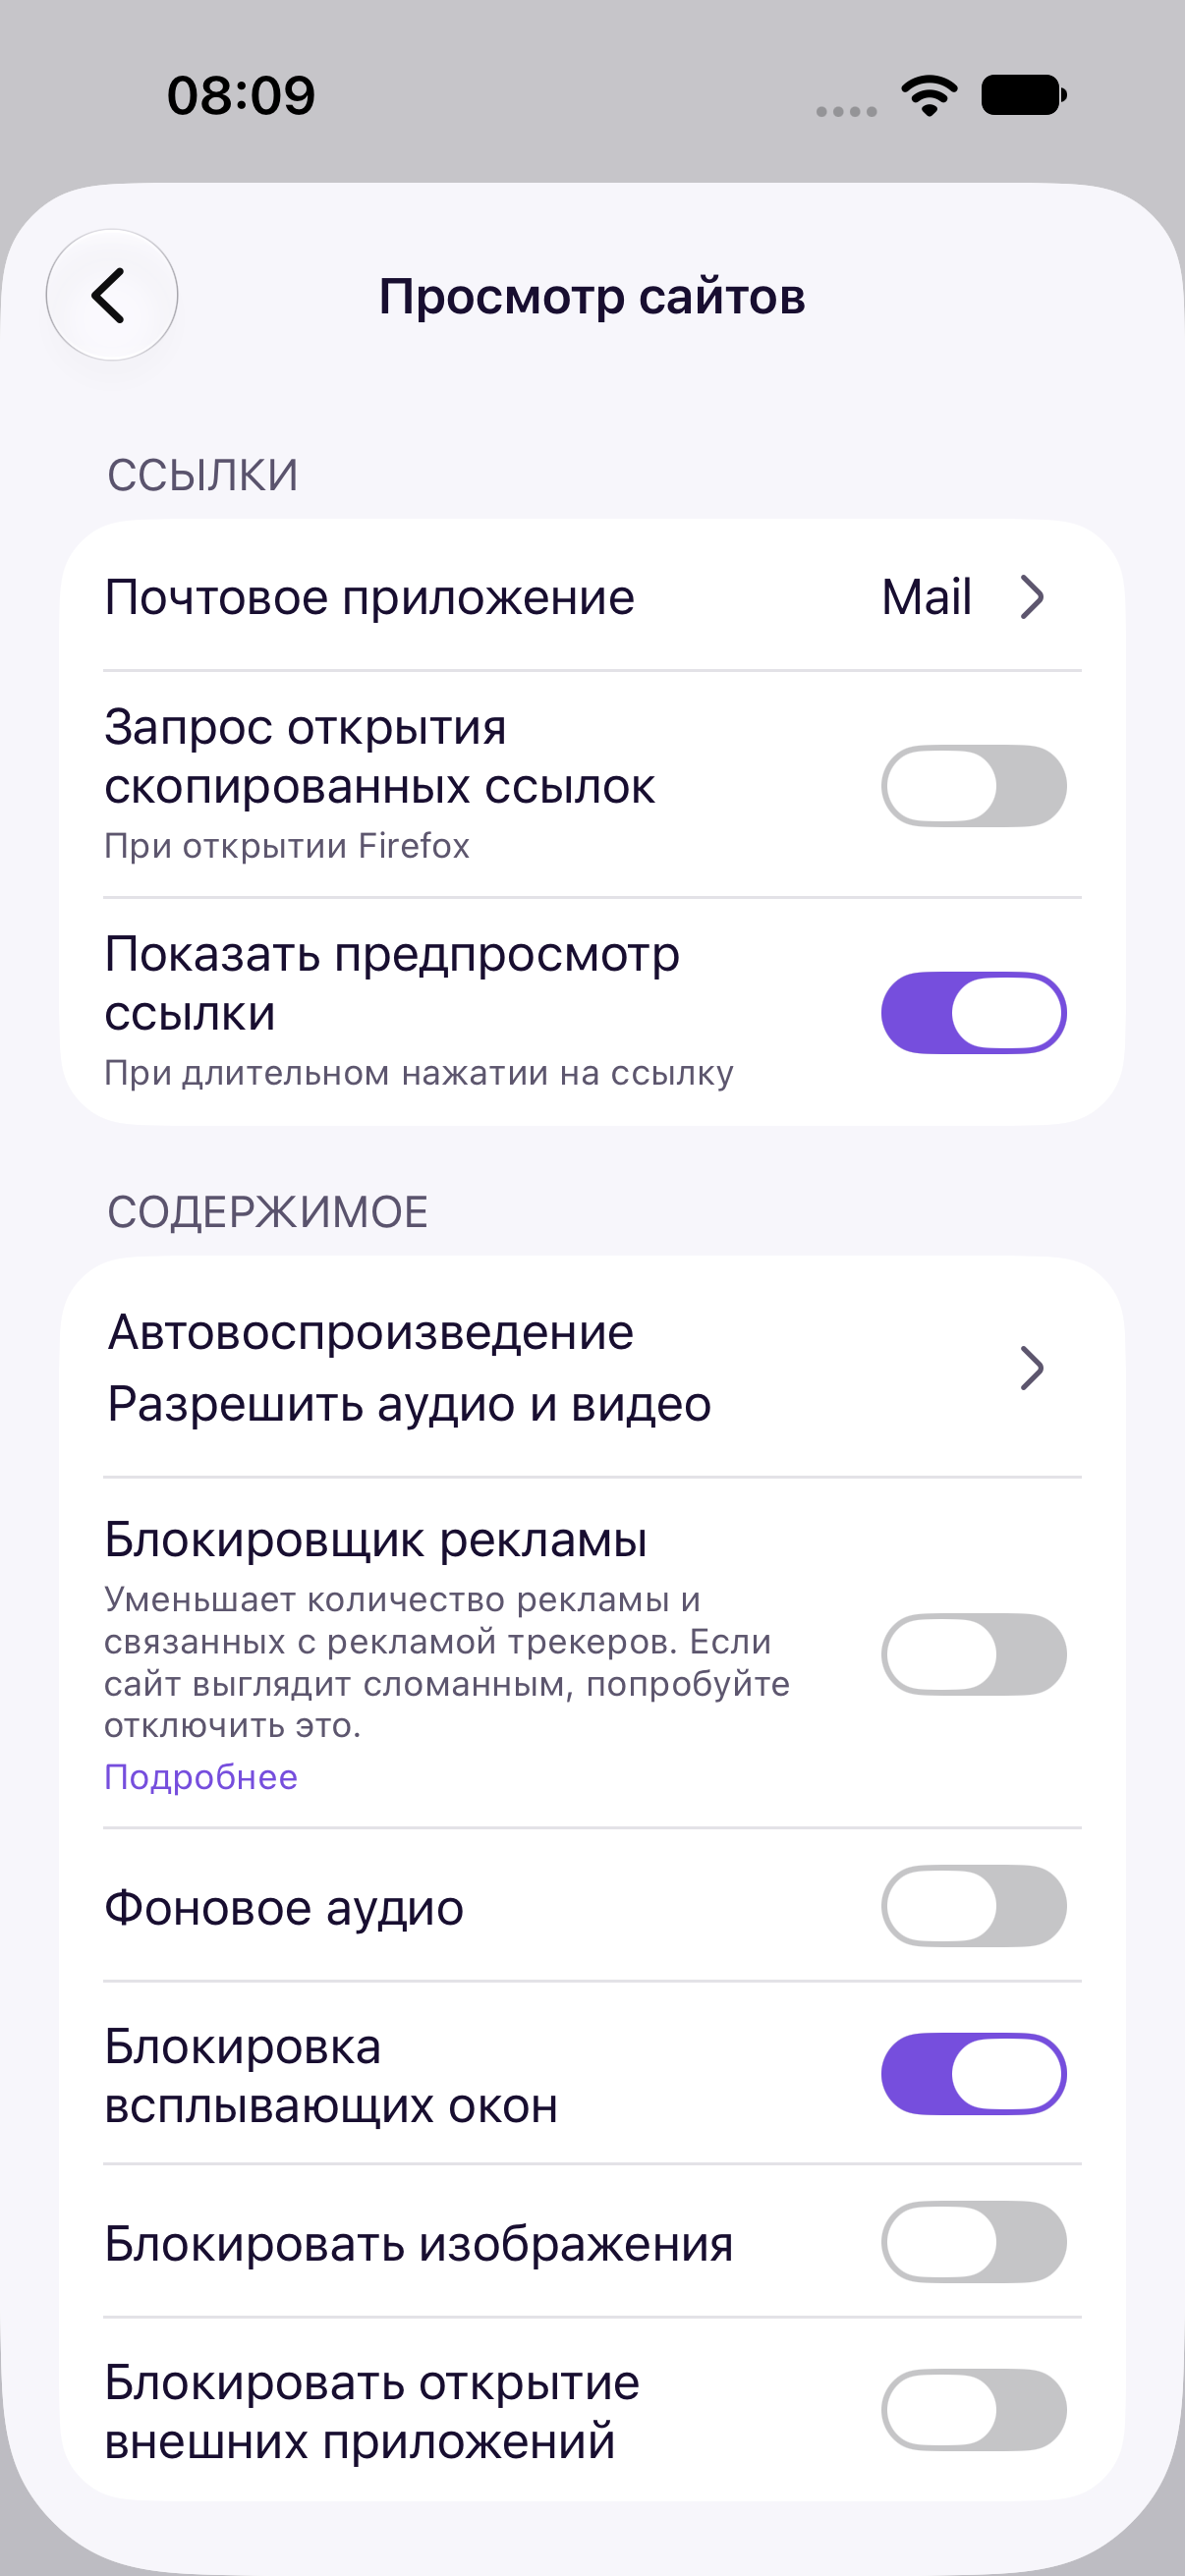 08:09
Просмотр сайтов
ССЫЛКИ
Почтовое приложение Mail
Запрос открытия
скопированных ссылок
При открытии Firefox
Показать предпросмотр
ссылки
При длительном нажатии на ссылку
СОДЕРЖИМОЕ
Автовоспроизведение
Разрешить аудио и видео
Блокировщик рекламы
Уменьшает количество рекламы и
связанных с рекламой трекеров. Если
сайт выглядит сломанным, попробуйте
отключить это.
Подробнее
Фоновое аудио
Блокировка
всплывающих окон
Блокировать изображения
Блокировать открытие
внешних приложений